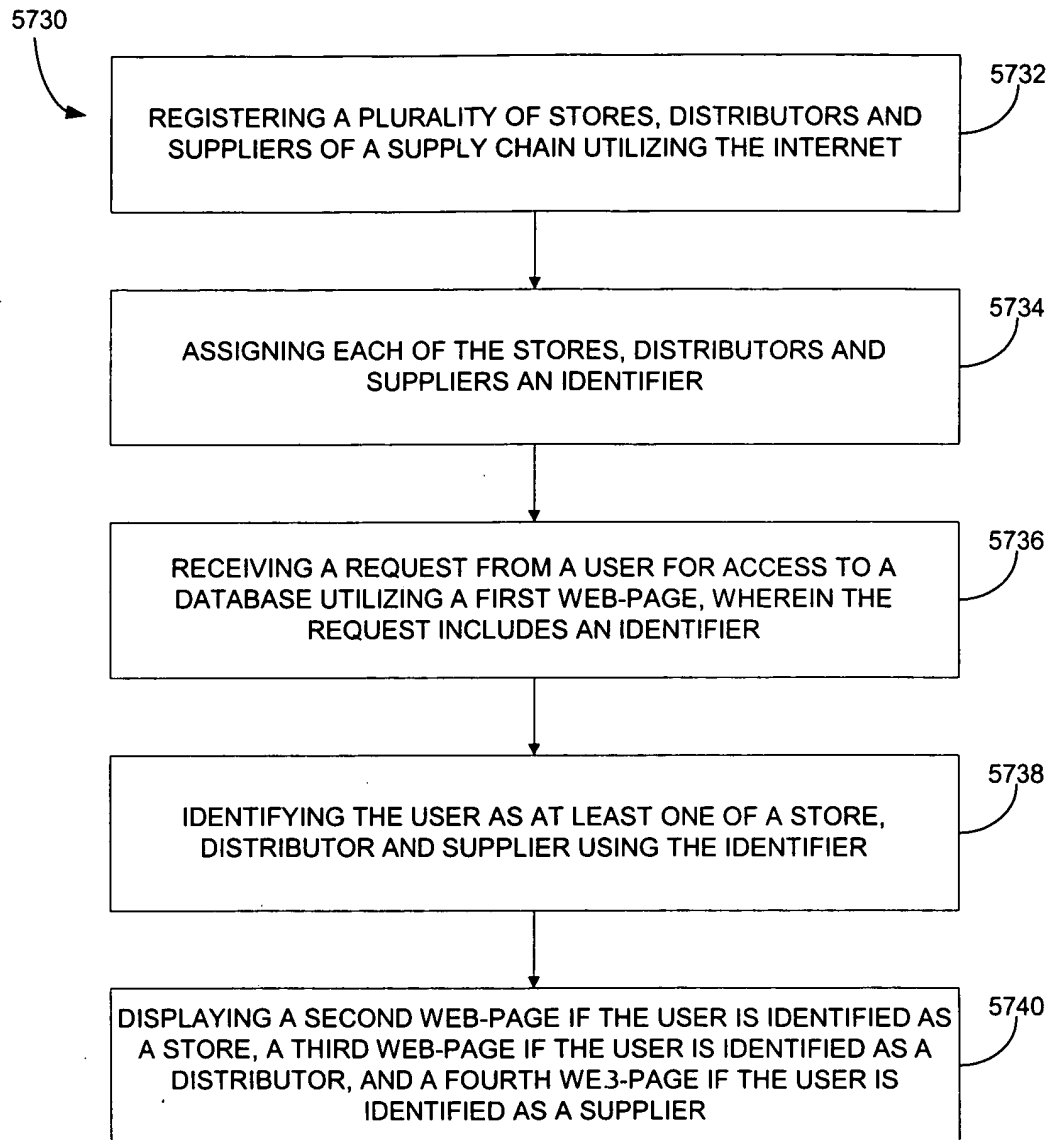 5730
5732
REGISTERING A PLURALITY OF STORES, DISTRIBUTORS AND
SUPPLIERS OF A SUPPLY CHAIN UTILIZING THE INTERNET
5734
ASSIGNING EACH OF THE STORES, DISTRIBUTORS AND
SUPPLIERS AN IDENTIFIER
5736
RECEIVING A REQUEST FROM A USER FOR ACCESS TO A
DATABASE UTILIZING A FIRST WEB-PAGE, WHEREIN THE
REQUEST INCLUDES AN IDENTIFIER
5738
IDENTIFYING THE USER AS AT LEAST ONE OF A STORE,
DISTRIBUTOR AND SUPPLIER USING THE IDENTIFIER
5740
DISPLAYING A SECOND WEB-PAGE IF THE USER IS IDENTIFIED AS
A STORE, A THIRD WEB-PAGE IF THE USER IS IDENTIFIED AS A
DISTRIBUTOR, AND A FOURTH WE3-PAGE IF THE USER IS
IDENTIFIED AS A SUPPLIER